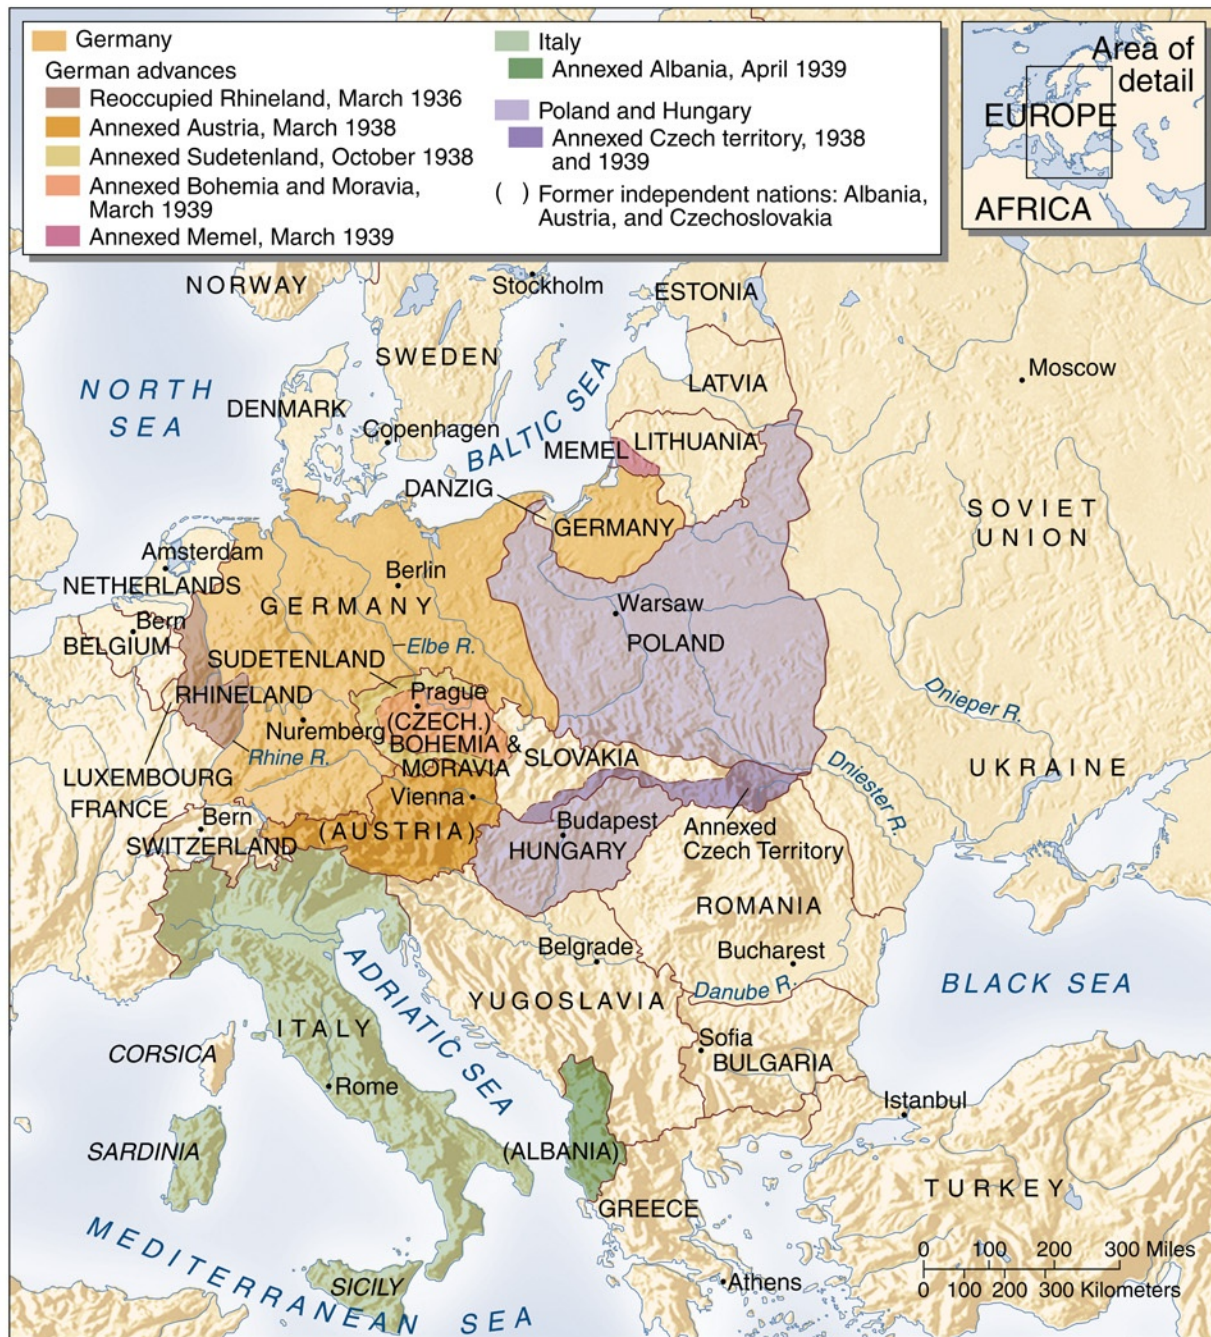 Germany
German advances
Reoccupied Rhineland, March 1936
Annexed Austria, March 1938
Annexed Sudetenland, October 1938
Annexed Bohemia and Moravia,
March 1939
Annexed Memel, March 1939
Italy
Annexed Albania, April 1939
Poland and Hungary
Annexed Czech territory, 1938
and 1939
( ) Former independent nations: Albania,
Austria, and Czechoslovakia
Area of
detail
EUROPE
AFRICA
NORWAY
Stockholm
ESTONIA
SWEDEN
Moscow
LATVIA
NORTH
SEA
DENMARK
Copenhagen
BALTIC SEA
LITHUANIA
MEMEL
DANZIG
GERMANY
SOVIET
UNION
Amsterdam
NETHERLANDS
Berlin
GERMANY
Warsaw
POLAND
Bern
BELGIUM
Elbe R.
SUDETENLAND
RHINELAND
Prague
(CZECH.)
BOHEMIA &
MORAVIA
Nuremberg
SLOVAKIA
Dnieper R.
Rhine R.
LUXEMBOURG
FRANCE
Dniester R.
UKRAINE
Vienna
Bern
SWITZERLAND
(AUSTRIA)
Budapest
HUNGARY
Annexed
Czech Territory
ROMANIA
Belgrade
Bucharest
Danube R.
BLACK SEA
ADRIATIC SEA
YUGOSLAVIA
ITALY
CORSICA
Sofia
BULGARIA
Rome
Istanbul
SARDINIA
(ALBANIA)
TURKEY
GREECE
MEDITERRANEAN SEA
SICILY
Athens
0 100 200 300 Miles
0 100 200 300 Kilometers